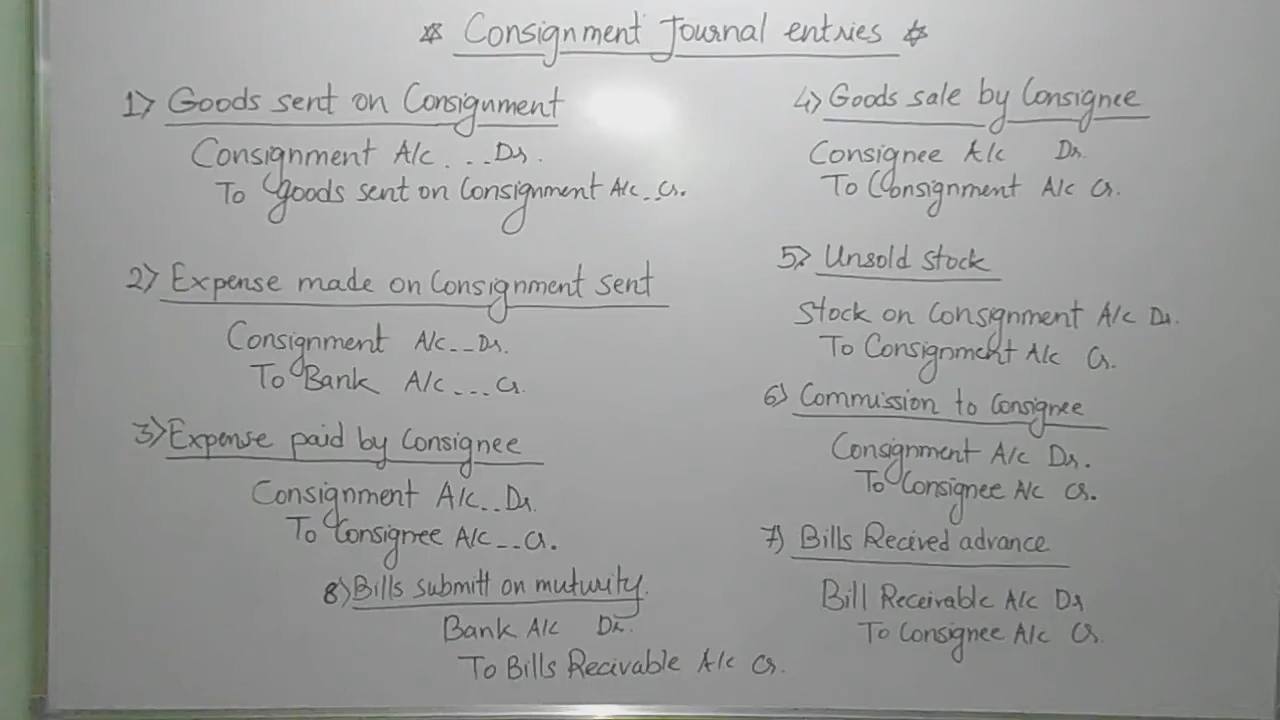 ☆ Consignment Journal entries ☆
1) Goods sent on Consignment
Consignment A/c ... Dr.
To goods sent on Consignment A/c -- Cr.
2) Expense made on Consignment sent
Consignment A/c -- Dr.
To Bank A/c --- Cr.
3) Expense paid by Consignee
Consignment A/c .. Dr.
To Consignee A/c -- Cr.
4) Goods sale by Consignee
Consignee A/c Dr.
To Consignment A/c Cr.
5) Unsold stock
Stock on Consignment A/c Dr.
To Consignment A/c Cr.
6) Commission to Consignee
Consignment A/c Dr.
To Consignee A/c Cr.
7) Bills Recived advance
Bill Receivable A/c Dr
To Consignee A/c Cr.
8) Bills submitt on muturity.
Bank A/c Dr.
To Bills Recivable A/c Cr.